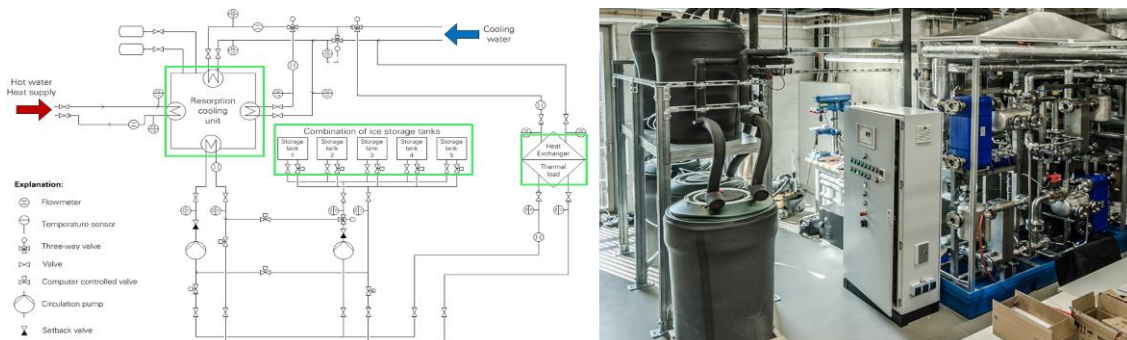 Cooling
water
Hot water
Heat supply
Resorption
cooling
unit
Combination of ice storage tanks
Storage
tank
1
Storage
tank
2
Storage
tank
3
Storage
tank
4
Storage
tank
5
Heat
Exchanger
Thermal
load
Explanation:
Flowmeter
Temperature sensor
Three-way valve
Valve
Computer controlled valve
Circulation pump
Setback valve